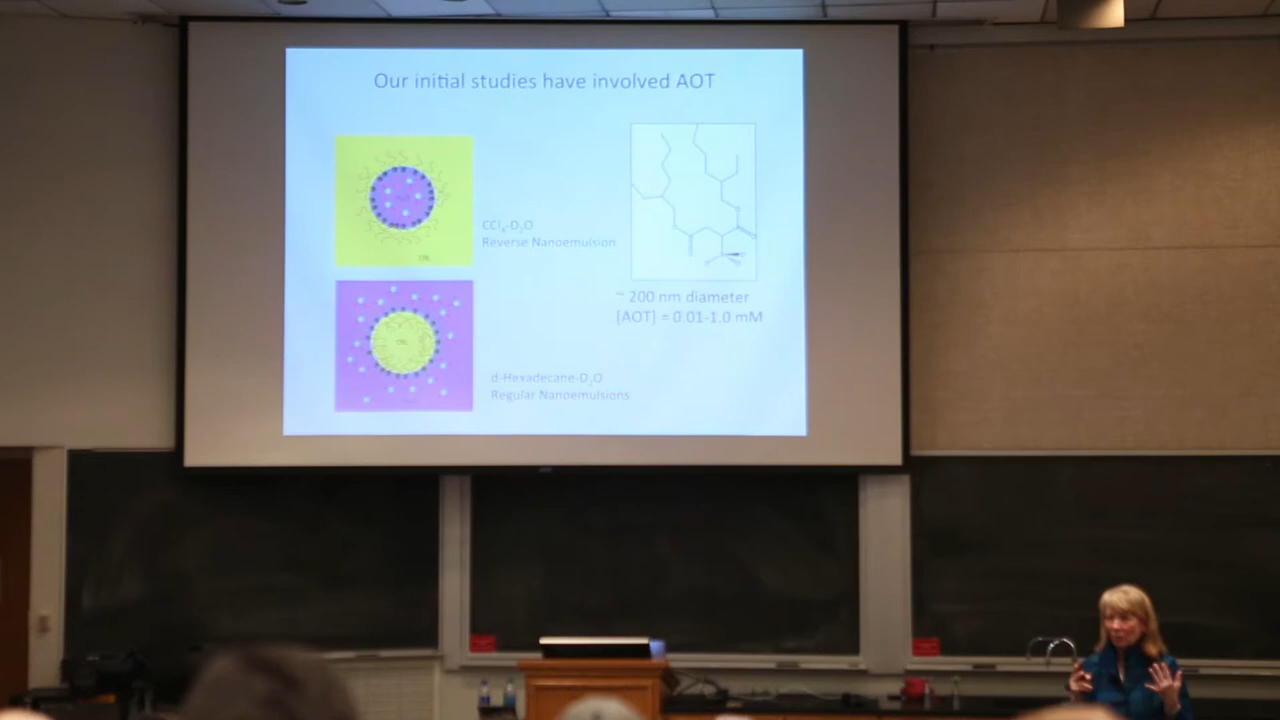 Our initial studies have involved AOT
CCl₄-D₂O
Reverse Nanoemulsion
~ 200 nm diameter
[AOT] = 0.01-1.0 mM
d-Hexadecane-D₂O
Regular Nanoemulsions